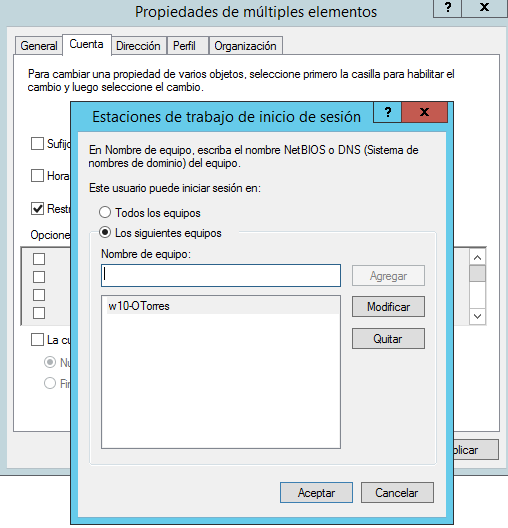 Propiedades de múltiples elementos
? x
General Cuenta Dirección Perfil Organización
Para cambiar una propiedad de varios objetos, seleccione primero la casilla para habilitar el
cambio y luego seleccione el cambio.
Estaciones de trabajo de inicio de sesión ? x
En Nombre de equipo, escriba el nombre NetBIOS o DNS (Sistema de
nombres de dominio) del equipo.
Este usuario puede iniciar sesión en:
Todos los equipos
Los siguientes equipos
Nombre de equipo:
Agregar
w10-OTorres
Modificar
Quitar
Aceptar Cancelar
Sufijo
Hora
Restr
Opcione
La cu
Nu
Fin
plicar